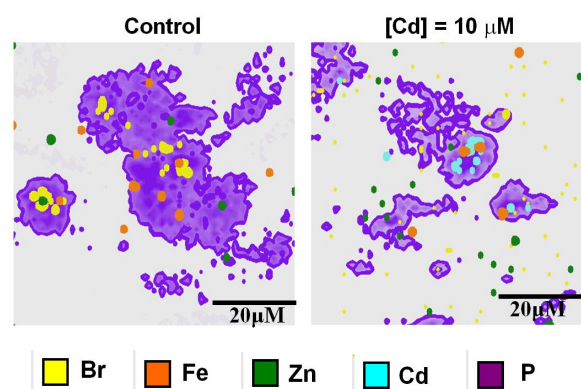 Control
[Cd] = 10 μM
20μM
20μM
Br
Fe
Zn
Cd
P